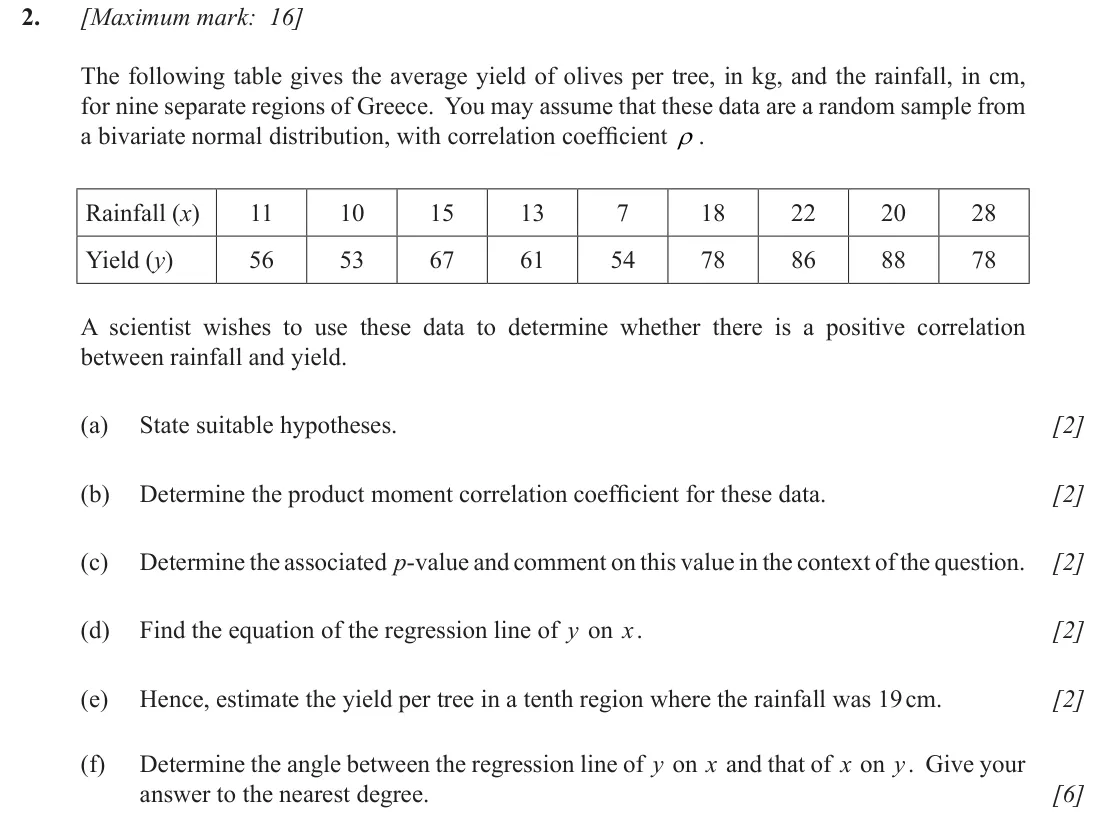 2. [Maximum mark: 16]
The following table gives the average yield of olives per tree, in kg, and the rainfall, in cm,
for nine separate regions of Greece. You may assume that these data are a random sample from
a bivariate normal distribution, with correlation coefficient ρ .
Rainfall (x) 11 10 15 13 7 18 22 20 28
Yield (y) 56 53 67 61 54 78 86 88 78
A scientist wishes to use these data to determine whether there is a positive correlation
between rainfall and yield.
(a) State suitable hypotheses. [2]
(b) Determine the product moment correlation coefficient for these data. [2]
(c) Determine the associated p-value and comment on this value in the context of the question. [2]
(d) Find the equation of the regression line of y on x . [2]
(e) Hence, estimate the yield per tree in a tenth region where the rainfall was 19 cm. [2]
(f) Determine the angle between the regression line of y on x and that of x on y . Give your
answer to the nearest degree. [6]